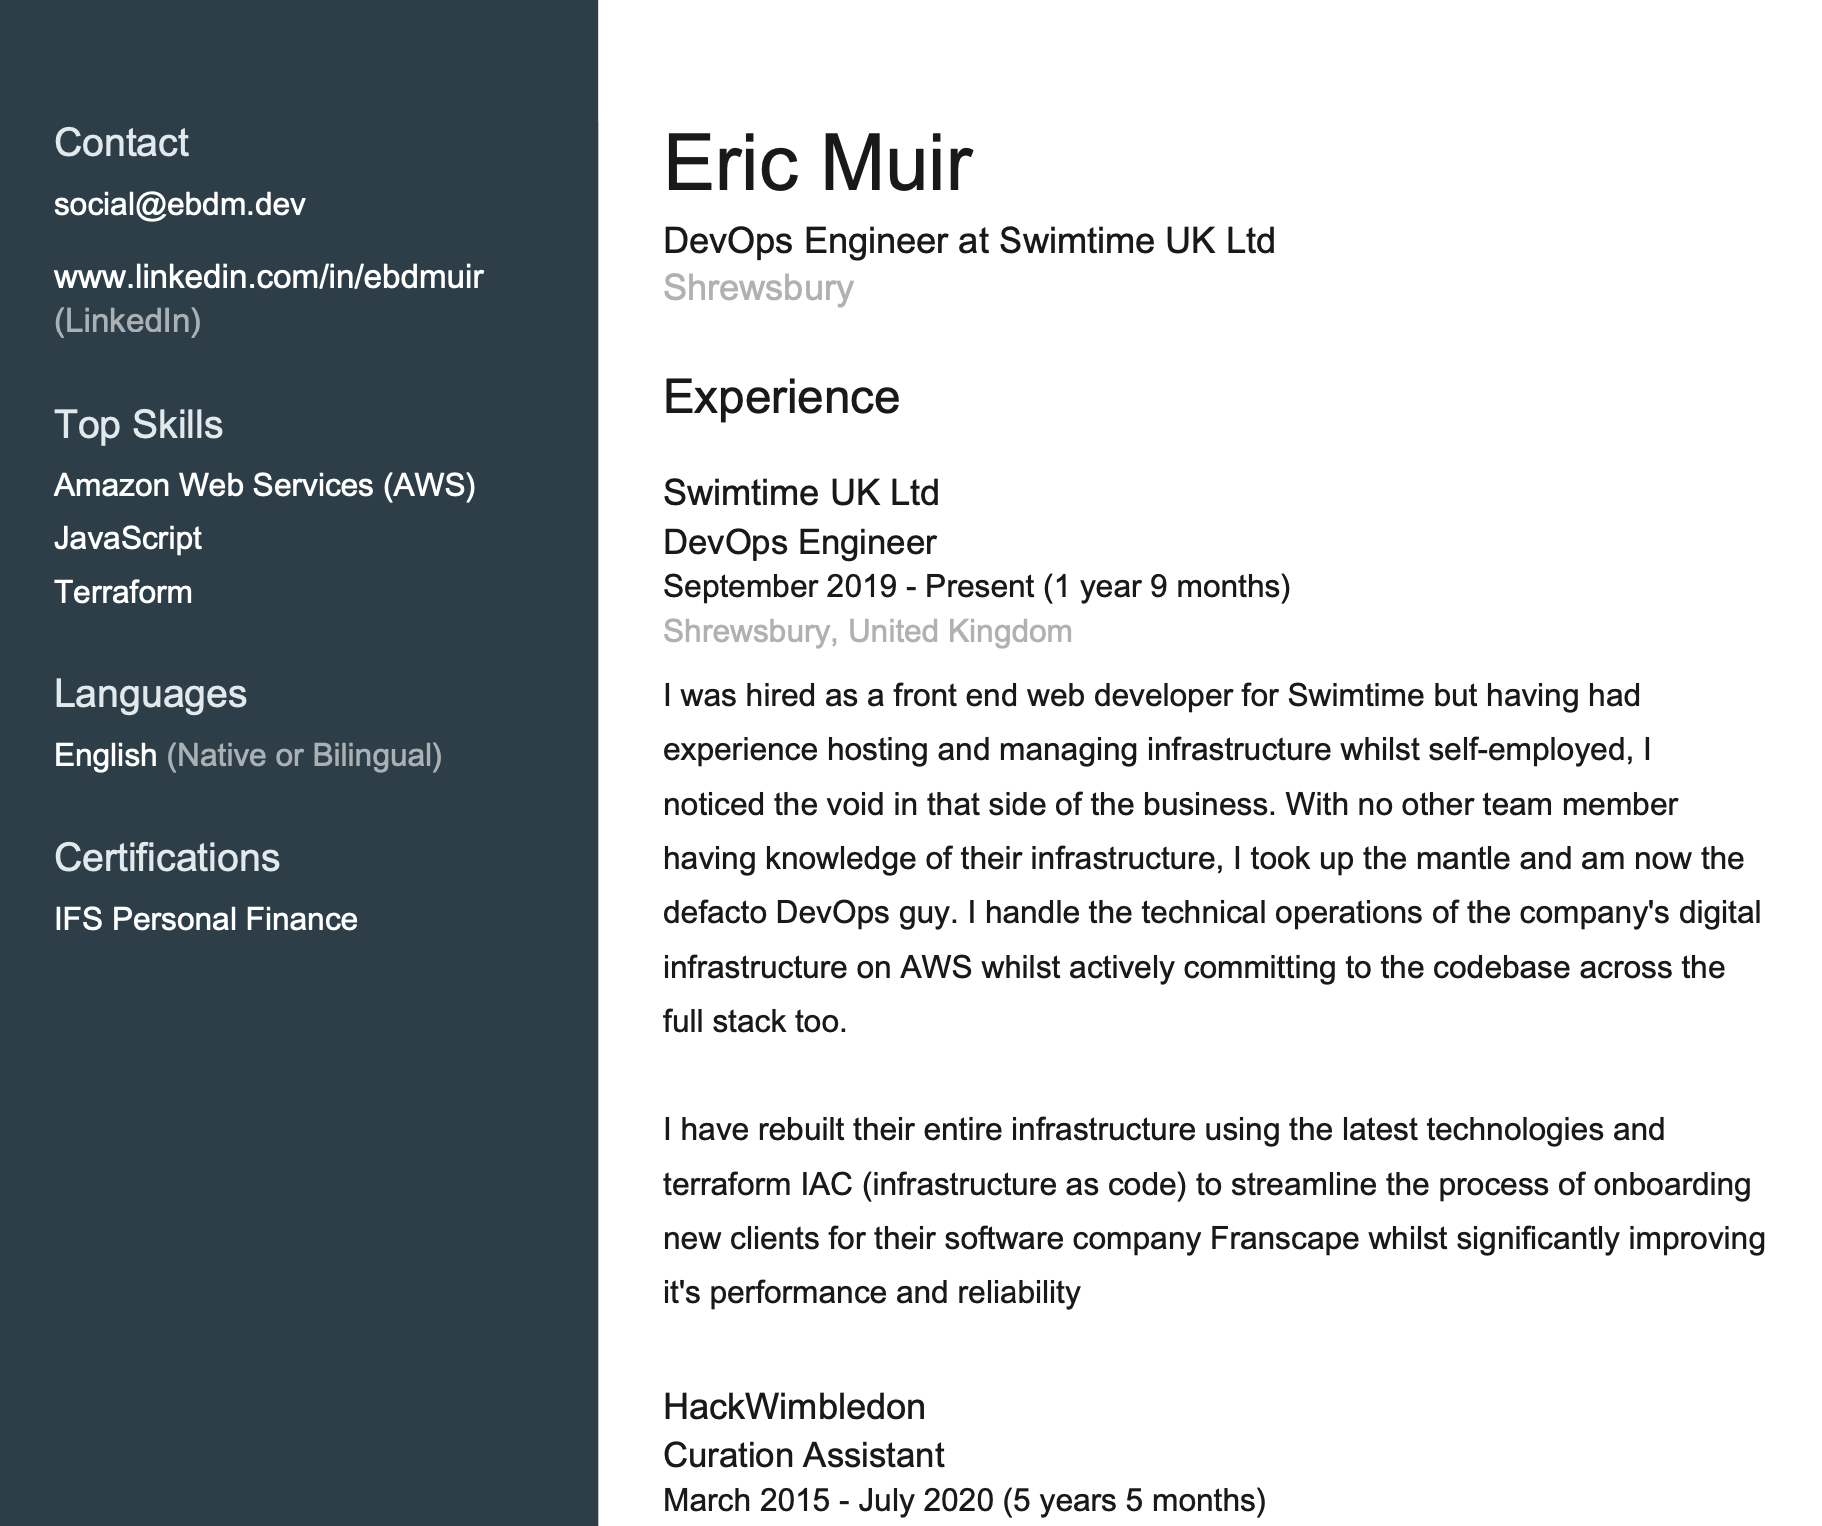 Contact
social@ebdm.dev
www.linkedin.com/in/ebdmuir
(LinkedIn)
Top Skills
Amazon Web Services (AWS)
JavaScript
Terraform
Languages
English (Native or Bilingual)
Certifications
IFS Personal Finance
Eric Muir
DevOps Engineer at Swimtime UK Ltd
Shrewsbury
Experience
Swimtime UK Ltd
DevOps Engineer
September 2019 - Present (1 year 9 months)
Shrewsbury, United Kingdom
I was hired as a front end web developer for Swimtime but having had
experience hosting and managing infrastructure whilst self-employed, I
noticed the void in that side of the business. With no other team member
having knowledge of their infrastructure, I took up the mantle and am now the
defacto DevOps guy. I handle the technical operations of the company's digital
infrastructure on AWS whilst actively committing to the codebase across the
full stack too.
I have rebuilt their entire infrastructure using the latest technologies and
terraform IAC (infrastructure as code) to streamline the process of onboarding
new clients for their software company Franscape whilst significantly improving
it's performance and reliability
HackWimbledon
Curation Assistant
March 2015 - July 2020 (5 years 5 months)